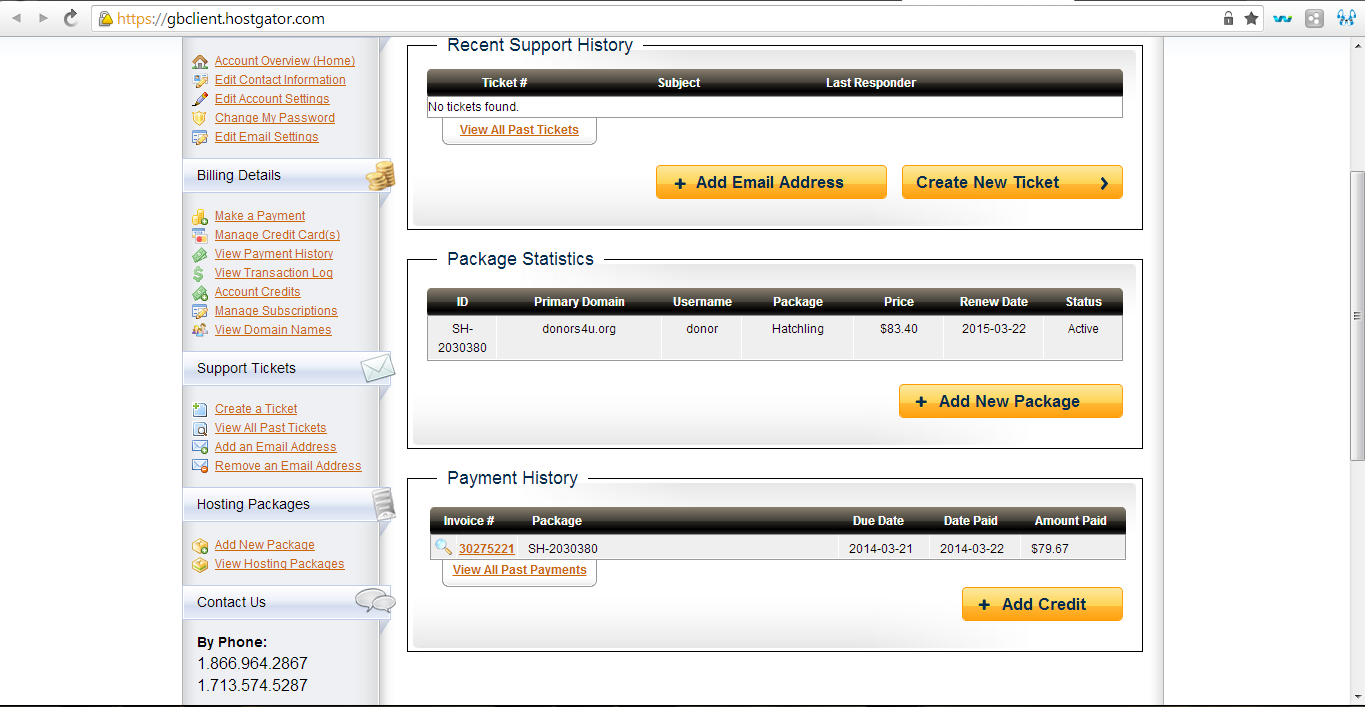 https://gbclient.hostgator.com
Account Overview (Home)
Edit Contact Information
Edit Account Settings
Change My Password
Edit Email Settings
Billing Details
Make a Payment
Manage Credit Card(s)
View Payment History
View Transaction Log
Account Credits
Manage Subscriptions
View Domain Names
Support Tickets
Create a Ticket
View All Past Tickets
Add an Email Address
Remove an Email Address
Hosting Packages
Add New Package
View Hosting Packages
Contact Us
By Phone:
1.866.964.2867
1.713.574.5287
Recent Support History
Ticket # Subject Last Responder
No tickets found.
View All Past Tickets
+ Add Email Address Create New Ticket
Package Statistics
ID Primary Domain Username Package Price Renew Date Status
SH- donors4u.org donor Hatchling $83.40 2015-03-22 Active
2030380
+ Add New Package
Payment History
Invoice # Package Due Date Date Paid Amount Paid
30275221 SH-2030380 2014-03-21 2014-03-22 $79.67
View All Past Payments
+ Add Credit